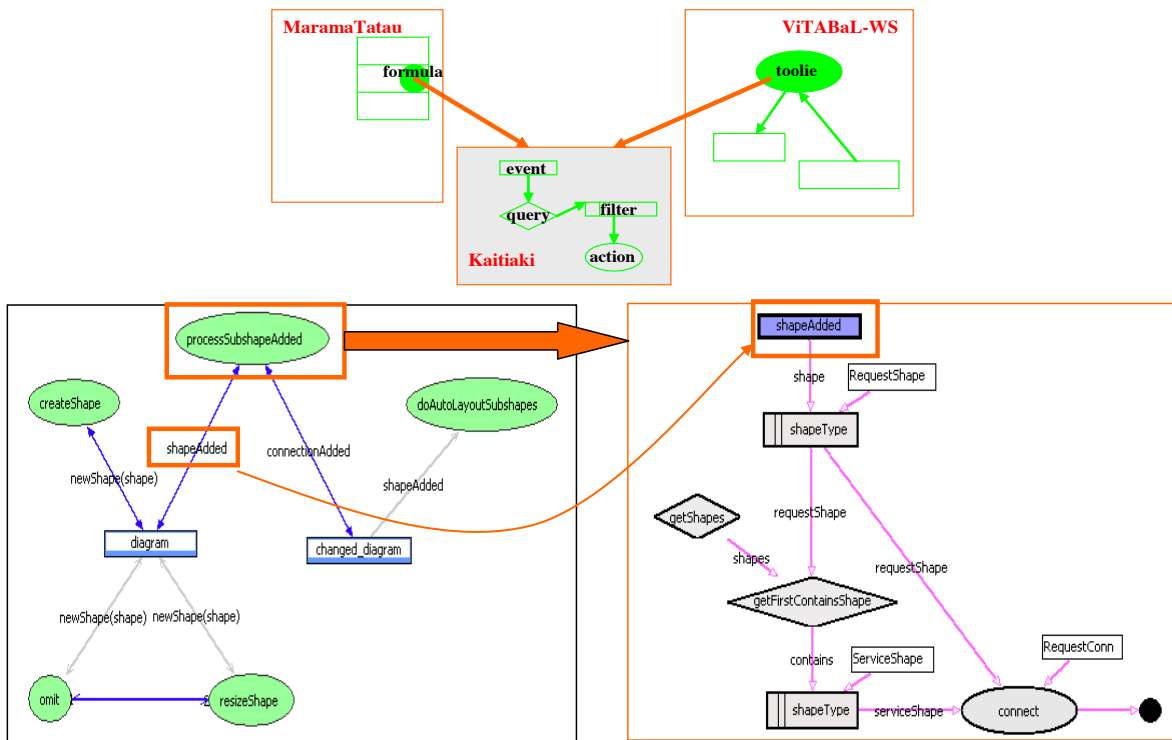 MaramaTatau
formula
ViTABaL-WS
toolie
event
query
filter
Kaitiaki
action
processSubshapeAdded
createShape
doAutoLayoutSubshapes
shapeAdded
connectionAdded
newShape(shape)
shapeAdded
diagram
changed_diagram
newShape(shape)
newShape(shape)
omit
resizeShape
shapeAdded
shape
RequestShape
shapeType
getShapes
requestShape
shapes
requestShape
getFirstContainsShape
contains
ServiceShape
RequestConn
shapeType
serviceShape
connect